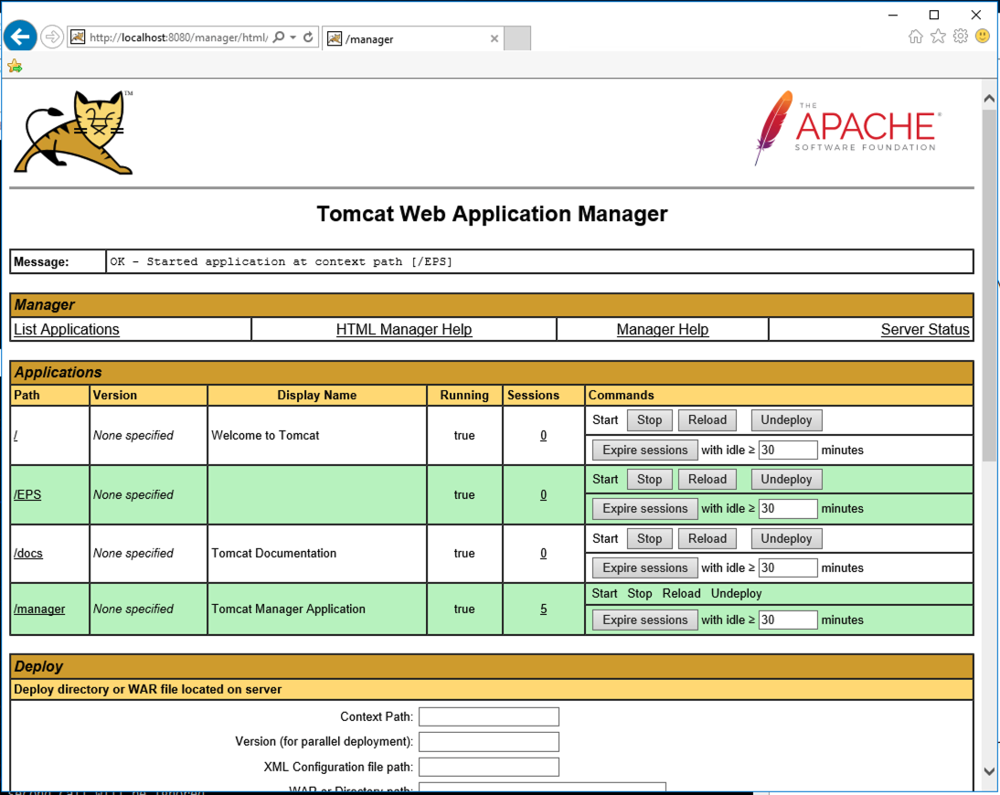 http://localhost:8080/manager/html/
/manager
TM
THE
APACHE®
SOFTWARE FOUNDATION
Tomcat Web Application Manager
Message: OK - Started application at context path [/EPS]
Manager
List Applications HTML Manager Help Manager Help Server Status
Applications
Path Version Display Name Running Sessions Commands
/ None specified Welcome to Tomcat true 0 Start Stop Reload Undeploy
Expire sessions with idle ≥ 30 minutes
/EPS None specified true 0 Start Stop Reload Undeploy
Expire sessions with idle ≥ 30 minutes
/docs None specified Tomcat Documentation true 0 Start Stop Reload Undeploy
Expire sessions with idle ≥ 30 minutes
/manager None specified Tomcat Manager Application true 5 Start Stop Reload Undeploy
Expire sessions with idle ≥ 30 minutes
Deploy
Deploy directory or WAR file located on server
Context Path:
Version (for parallel deployment):
XML Configuration file path:
WAR or Directory path:
second call will be ignored